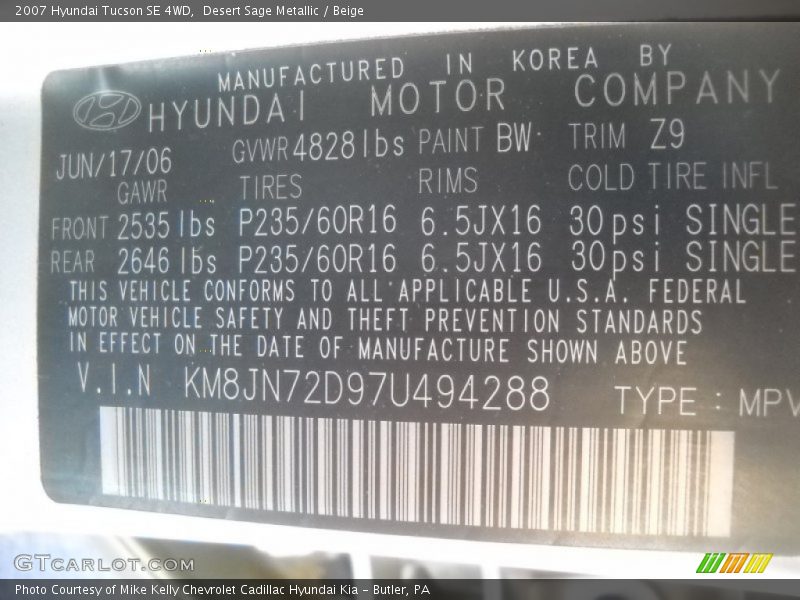 2007 Hyundai Tucson SE 4WD,  Desert Sage Metallic / Beige
MANUFACTURED IN KOREA BY
HYUNDAI MOTOR COMPANY
JUN/17/06 GVWR 4828 lbs PAINT BW TRIM Z9
GAWR TIRES RIMS COLD TIRE INFL
FRONT 2535 lbs P235/60R16 6.5JX16 30psi SINGLE
REAR 2646 lbs P235/60R16 6.5JX16 30psi SINGLE
THIS VEHICLE CONFORMS TO ALL APPLICABLE U.S.A. FEDERAL
MOTOR VEHICLE SAFETY AND THEFT PREVENTION STANDARDS
IN EFFECT ON THE DATE OF MANUFACTURE SHOWN ABOVE
V.I.N KM8JN72D97U494288 TYPE : MPV
GTcarlot.com
Photo Courtesy of Mike Kelly Chevrolet Cadillac Hyundai Kia - Butler, PA